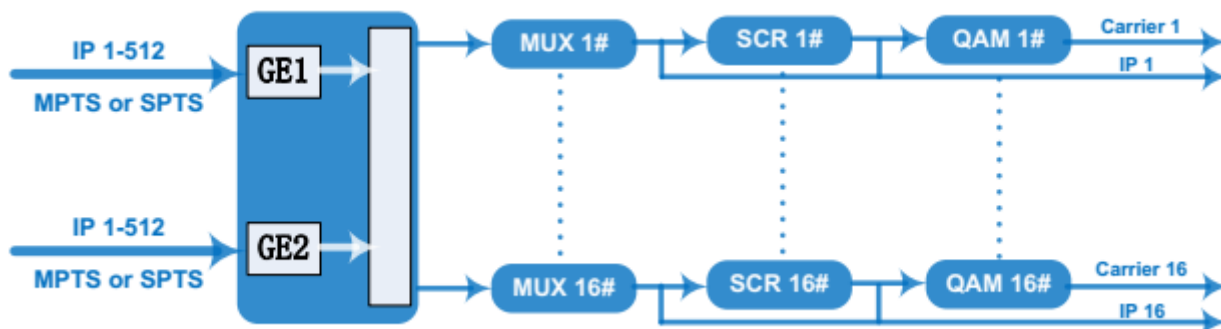 IP 1-512
MPTS or SPTS
GE1
MUX 1#
SCR 1#
QAM 1#
Carrier 1
IP 1
IP 1-512
MPTS or SPTS
GE2
MUX 16#
SCR 16#
QAM 16#
Carrier 16
IP 16